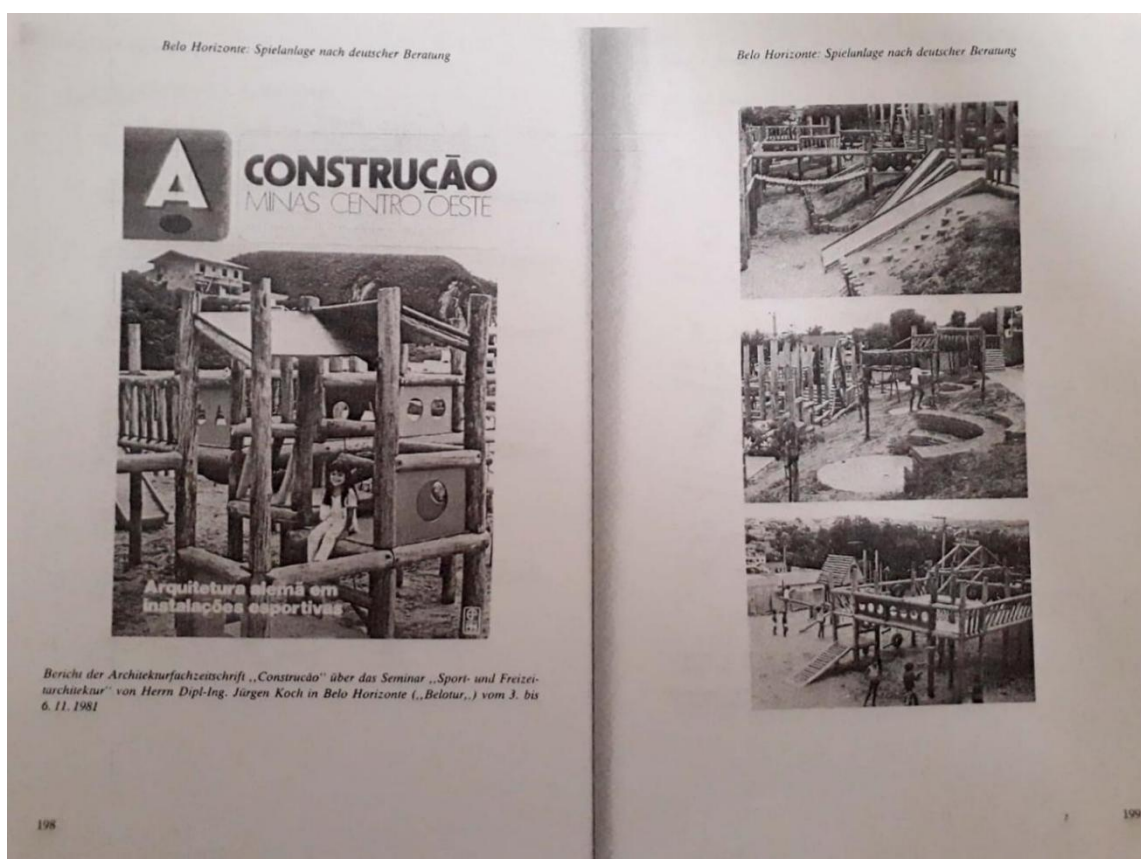 Belo Horizonte: Spielanlage nach deutscher Beratung
A
CONSTRUÇÃO
MINAS CENTRO OESTE
Arquitetura alemã em
instalações esportivas
Bericht der Architekturfachzeitschrift „Construcão“ über das Seminar „Sport- und Freizei-
tarchitektur“ von Herrn Dipl-Ing. Jürgen Koch in Belo Horizonte („Belotur„) vom 3. bis
6. 11. 1981
198
Belo Horizonte: Spielanlage nach deutscher Beratung
199